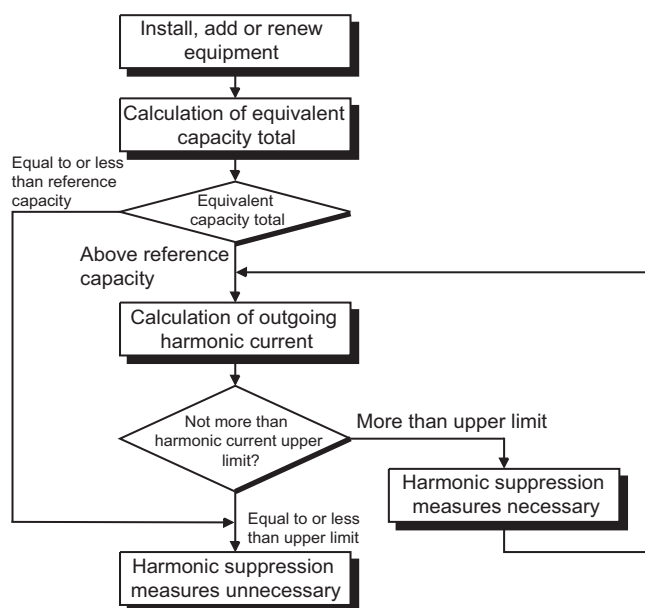 Install, add or renew
equipment
Calculation of equivalent
capacity total
Equal to or less
than reference
capacity
Equivalent
capacity total
Above reference
capacity
Calculation of outgoing
harmonic current
Not more than
harmonic current upper
limit?
More than upper limit
Harmonic suppression
measures necessary
Equal to or less
than upper limit
Harmonic suppression
measures unnecessary